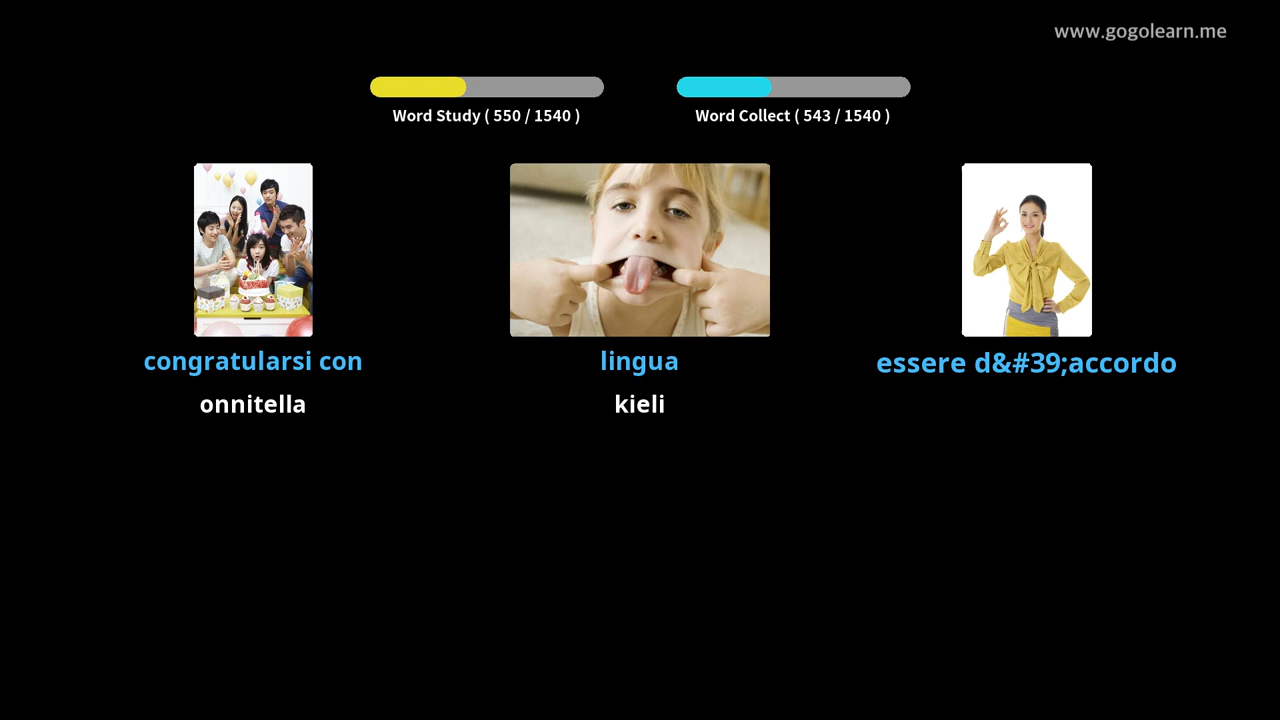 www.gogolearn.me
Word Study ( 550 / 1540 )
Word Collect ( 543 / 1540 )
congratularsi con
lingua
essere d&#39;accordo
onnitella
kieli